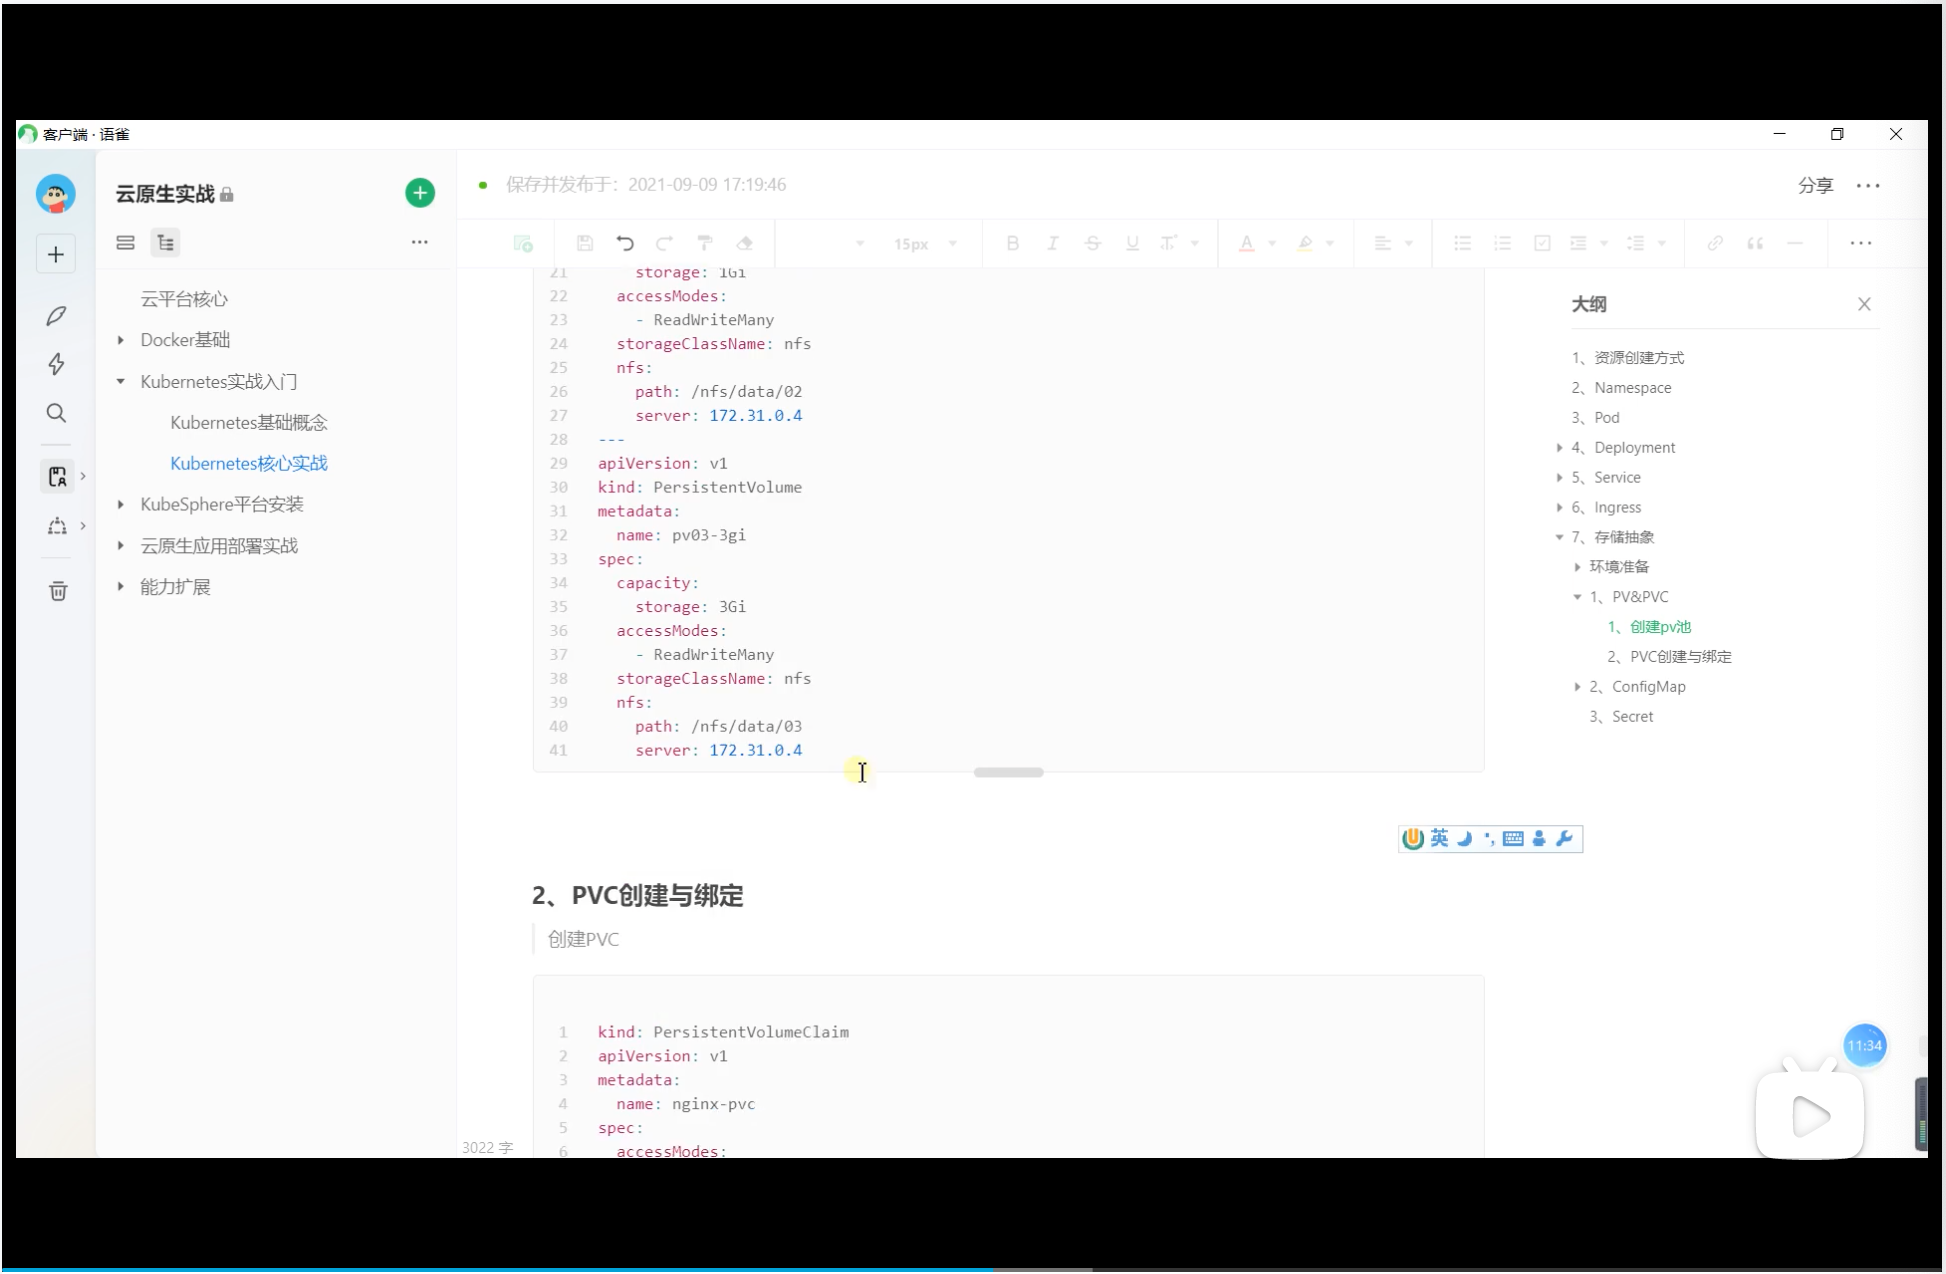 客户端 · 语雀
云原生实战
保存并发布于: 2021-09-09 17:19:46
分享
15px
云平台核心
Docker基础
Kubernetes实战入门
Kubernetes基础概念
Kubernetes核心实战
KubeSphere平台安装
云原生应用部署实战
能力扩展
21 storage: 1Gi
22 accessModes:
23 - ReadWriteMany
24 storageClassName: nfs
25 nfs:
26 path: /nfs/data/02
27 server: 172.31.0.4
28 ---
29 apiVersion: v1
30 kind: PersistentVolume
31 metadata:
32 name: pv03-3gi
33 spec:
34 capacity:
35 storage: 3Gi
36 accessModes:
37 - ReadWriteMany
38 storageClassName: nfs
39 nfs:
40 path: /nfs/data/03
41 server: 172.31.0.4
2、PVC创建与绑定
创建PVC
1 kind: PersistentVolumeClaim
2 apiVersion: v1
3 metadata:
4 name: nginx-pvc
5 spec:
6 accessModes:
3022 字
大纲
1、资源创建方式
2、Namespace
3、Pod
4、Deployment
5、Service
6、Ingress
7、存储抽象
环境准备
1、PV&PVC
1、创建pv池
2、PVC创建与绑定
2、ConfigMap
3、Secret
英
11:34